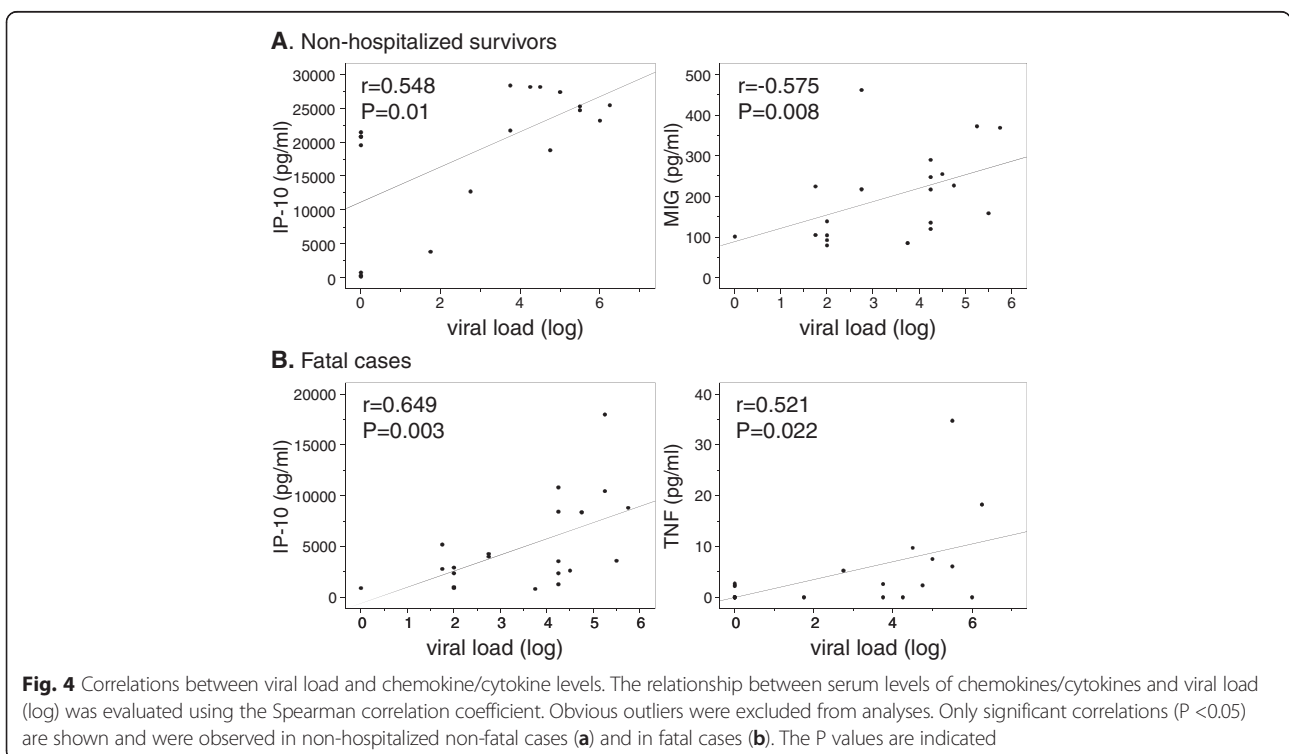 A. Non-hospitalized survivors
r=0.548
P=0.01
30000
25000
20000
15000
10000
5000
0
IP-10 (pg/ml)
0 2 4 6
viral load (log)
r=-0.575
P=0.008
500
400
300
200
100
0
MIG (pg/ml)
0 1 2 3 4 5 6
viral load (log)
B. Fatal cases
r=0.649
P=0.003
20000
15000
10000
5000
0
IP-10 (pg/ml)
0 1 2 3 4 5 6
viral load (log)
r=0.521
P=0.022
40
30
20
10
0
TNF (pg/ml)
0 2 4 6
viral load (log)
Fig. 4 Correlations between viral load and chemokine/cytokine levels. The relationship between serum levels of chemokines/cytokines and viral load
(log) was evaluated using the Spearman correlation coefficient. Obvious outliers were excluded from analyses. Only significant correlations (P <0.05)
are shown and were observed in non-hospitalized non-fatal cases (a) and in fatal cases (b). The P values are indicated